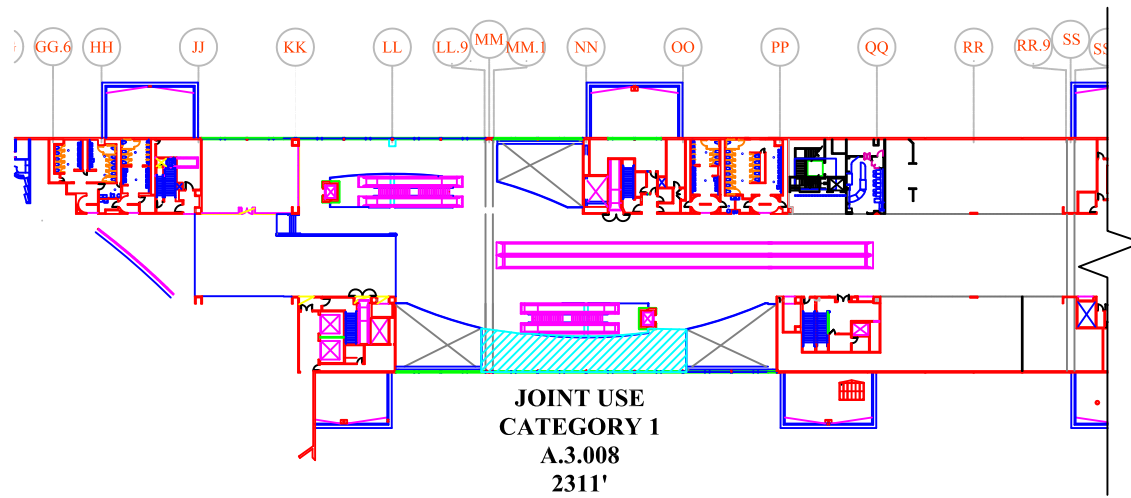 GG.6 HH JJ KK LL LL.9 MM MM.1 NN OO PP QQ RR RR.9 SS
JOINT USE
CATEGORY 1
A.3.008
2311'